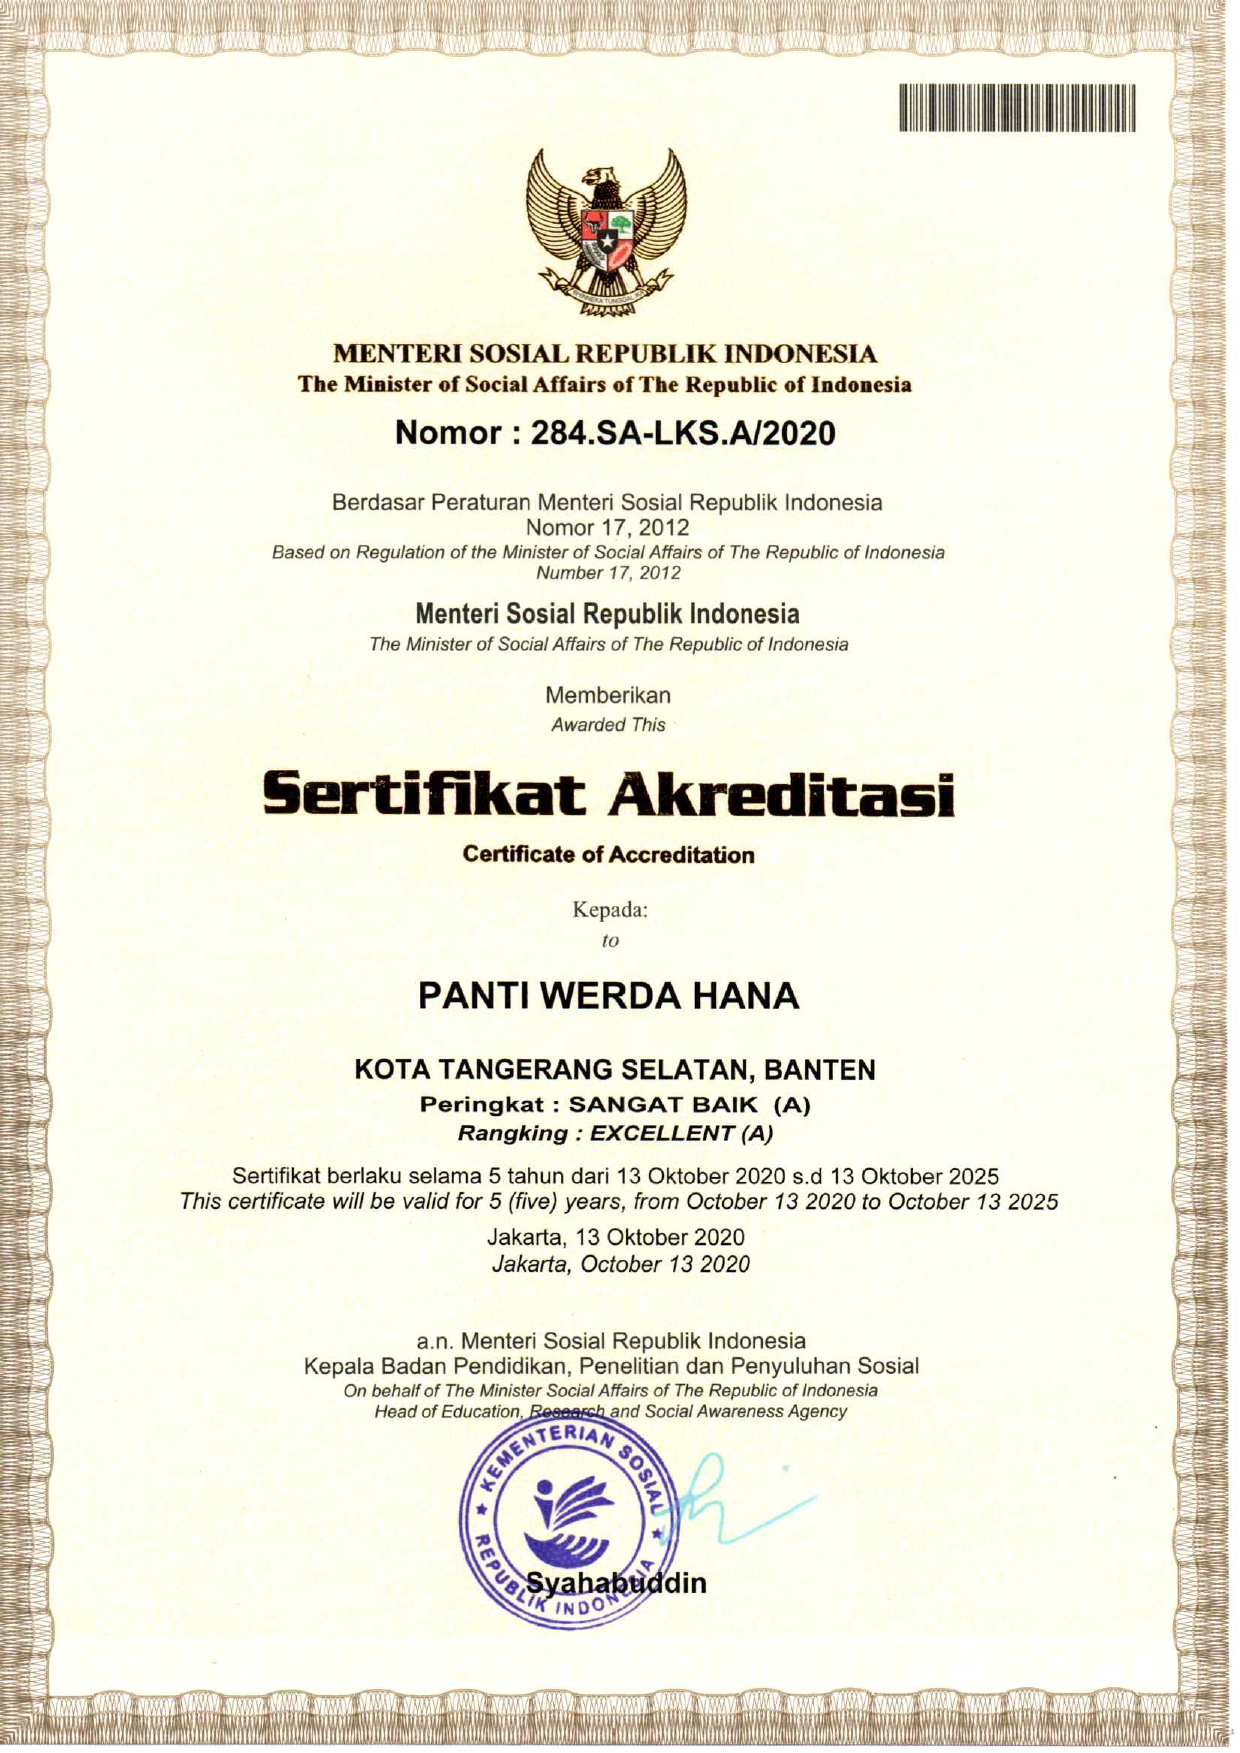 BHINNEKA TUNGGAL IKA
MENTERI SOSIAL REPUBLIK INDONESIA
The Minister of Social Affairs of The Republic of Indonesia
Nomor : 284.SA-LKS.A/2020
Berdasar Peraturan Menteri Sosial Republik Indonesia
Nomor 17, 2012
Based on Regulation of the Minister of Social Affairs of The Republic of Indonesia
Number 17, 2012
Menteri Sosial Republik Indonesia
The Minister of Social Affairs of The Republic of Indonesia
Memberikan
Awarded This
Sertifikat Akreditasi
Certificate of Accreditation
Kepada:
to
PANTI WERDA HANA
KOTA TANGERANG SELATAN, BANTEN
Peringkat : SANGAT BAIK (A)
Rangking : EXCELLENT (A)
Sertifikat berlaku selama 5 tahun dari 13 Oktober 2020 s.d 13 Oktober 2025
This certificate will be valid for 5 (five) years, from October 13 2020 to October 13 2025
Jakarta, 13 Oktober 2020
Jakarta, October 13 2020
a.n. Menteri Sosial Republik Indonesia
Kepala Badan Pendidikan, Penelitian dan Penyuluhan Sosial
On behalf of The Minister Social Affairs of The Republic of Indonesia
Head of Education, Research and Social Awareness Agency
KEMENTERIAN SOSIAL
REPUBLIK INDONESIA
Syahabuddin